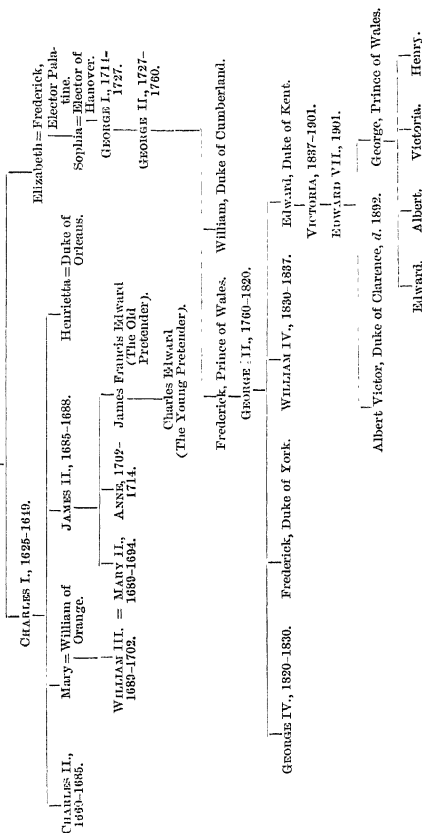 CHARLES I., 1625-1649.
Elizabeth = Frederick,
Elector Pala-
tine.
CHARLES II.,
1660-1685.
Mary = William of
Orange.
JAMES II., 1685-1688.
Henrietta = Duke of
Orleans.
Sophia = Elector of
Hanover.
WILLIAM III. = MARY II.,
1689-1702. 1689-1694.
ANNE, 1702-
1714.
James Francis Edward
(The Old
Pretender).
GEORGE I., 1714-
1727.
Charles Edward
(The Young Pretender).
GEORGE II., 1727-
1760.
Frederick, Prince of Wales.
William, Duke of Cumberland.
GEORGE III., 1760-1820.
GEORGE IV., 1820-1830.
Frederick, Duke of York.
WILLIAM IV., 1830-1837.
Edward, Duke of Kent.
VICTORIA, 1837-1901.
EDWARD VII., 1901.
Albert Victor, Duke of Clarence, d. 1892.
George, Prince of Wales.
Edward. Albert. Victoria. Henry.